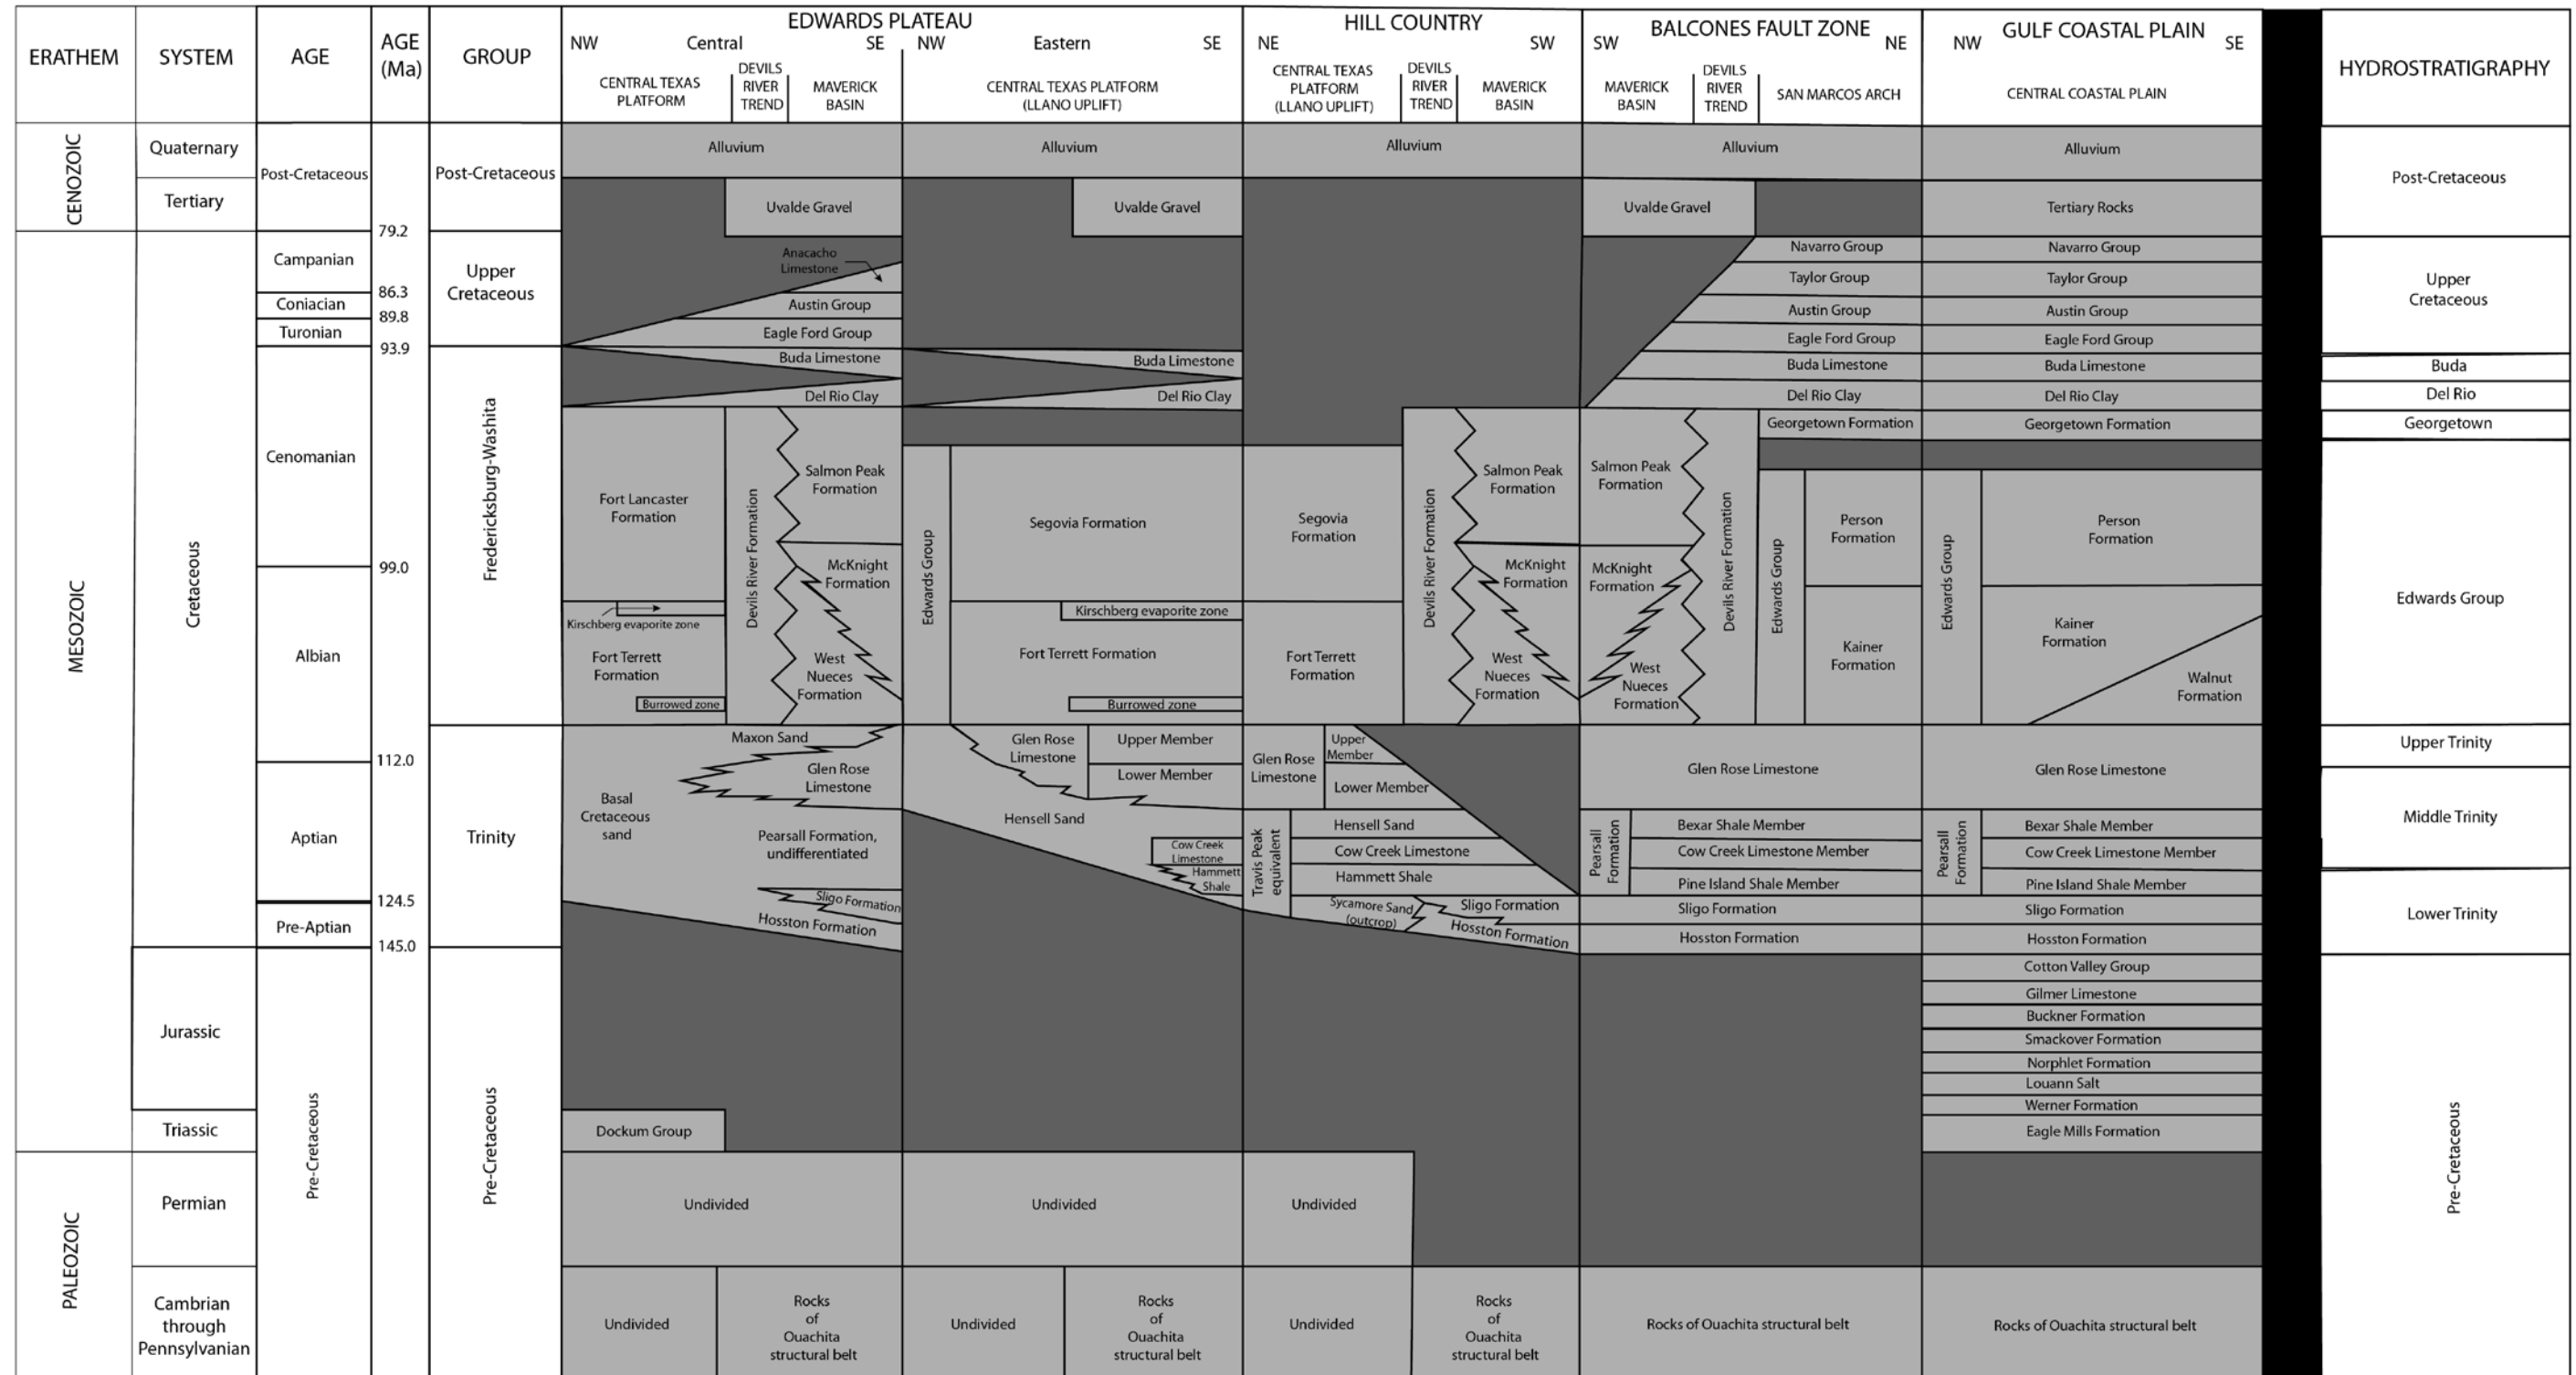 ERATHEM
SYSTEM
AGE
AGE
(Ma)
GROUP
EDWARDS PLATEAU
NW
Central
SE
NW
Eastern
SE
CENTRAL TEXAS
PLATFORM
DEVILS
RIVER
TREND
MAVERICK
BASIN
CENTRAL TEXAS PLATFORM
(LLANO UPLIFT)
HILL COUNTRY
NE
SW
CENTRAL TEXAS
PLATFORM
(LLANO UPLIFT)
DEVILS
RIVER
TREND
MAVERICK
BASIN
BALCONES FAULT ZONE
SW
NE
MAVERICK
BASIN
DEVILS
RIVER
TREND
SAN MARCOS ARCH
GULF COASTAL PLAIN
NW
SE
CENTRAL COASTAL PLAIN
HYDROSTRATIGRAPHY
CENOZOIC
MESOZOIC
PALEOZOIC
Quaternary
Tertiary
Cretaceous
Jurassic
Triassic
Permian
Cambrian
through
Pennsylvanian
Post-Cretaceous
Campanian
Coniacian
Turonian
Cenomanian
Albian
Aptian
Pre-Aptian
Pre-Cretaceous
79.2
86.3
89.8
93.9
99.0
112.0
124.5
145.0
Post-Cretaceous
Upper
Cretaceous
Fredericksburg-Washita
Trinity
Pre-Cretaceous
Alluvium
Uvalde Gravel
Anacacho
Limestone
Austin Group
Eagle Ford Group
Buda Limestone
Del Rio Clay
Fort Lancaster
Formation
Kirschberg evaporite zone
Fort Terrett
Formation
Burrowed zone
Devils River Formation
Salmon Peak
Formation
McKnight
Formation
West
Nueces
Formation
Maxon Sand
Glen Rose
Limestone
Basal
Cretaceous
sand
Pearsall Formation,
undifferentiated
Sligo Formation
Hosston Formation
Dockum Group
Undivided
Undivided
Rocks
of
Ouachita
structural belt
Alluvium
Uvalde Gravel
Buda Limestone
Del Rio Clay
Edwards Group
Segovia Formation
Kirschberg evaporite zone
Fort Terrett Formation
Burrowed zone
Glen Rose
Limestone
Upper Member
Lower Member
Hensell Sand
Cow Creek
Limestone
Hammett
Shale
Undivided
Undivided
Rocks
of
Ouachita
structural belt
Alluvium
Segovia
Formation
Fort Terrett
Formation
Devils River Formation
Salmon Peak
Formation
McKnight
Formation
West
Nueces
Formation
Glen Rose
Limestone
Upper
Member
Lower Member
Travis Peak
equivalent
Hensell Sand
Cow Creek Limestone
Hammett Shale
Sycamore Sand
(outcrop)
Sligo Formation
Hosston Formation
Undivided
Undivided
Rocks
of
Ouachita
structural belt
Alluvium
Uvalde Gravel
Navarro Group
Taylor Group
Austin Group
Eagle Ford Group
Buda Limestone
Del Rio Clay
Georgetown Formation
Salmon Peak
Formation
McKnight
Formation
West
Nueces
Formation
Devils River Formation
Edwards Group
Person
Formation
Kainer
Formation
Glen Rose Limestone
Pearsall
Formation
Bexar Shale Member
Cow Creek Limestone Member
Pine Island Shale Member
Sligo Formation
Hosston Formation
Rocks of Ouachita structural belt
Alluvium
Tertiary Rocks
Navarro Group
Taylor Group
Austin Group
Eagle Ford Group
Buda Limestone
Del Rio Clay
Georgetown Formation
Edwards Group
Person
Formation
Kainer
Formation
Walnut
Formation
Glen Rose Limestone
Pearsall
Formation
Bexar Shale Member
Cow Creek Limestone Member
Pine Island Shale Member
Sligo Formation
Hosston Formation
Cotton Valley Group
Gilmer Limestone
Buckner Formation
Smackover Formation
Norphlet Formation
Louann Salt
Werner Formation
Eagle Mills Formation
Rocks of Ouachita structural belt
Post-Cretaceous
Upper
Cretaceous
Buda
Del Rio
Georgetown
Edwards Group
Upper Trinity
Middle Trinity
Lower Trinity
Pre-Cretaceous